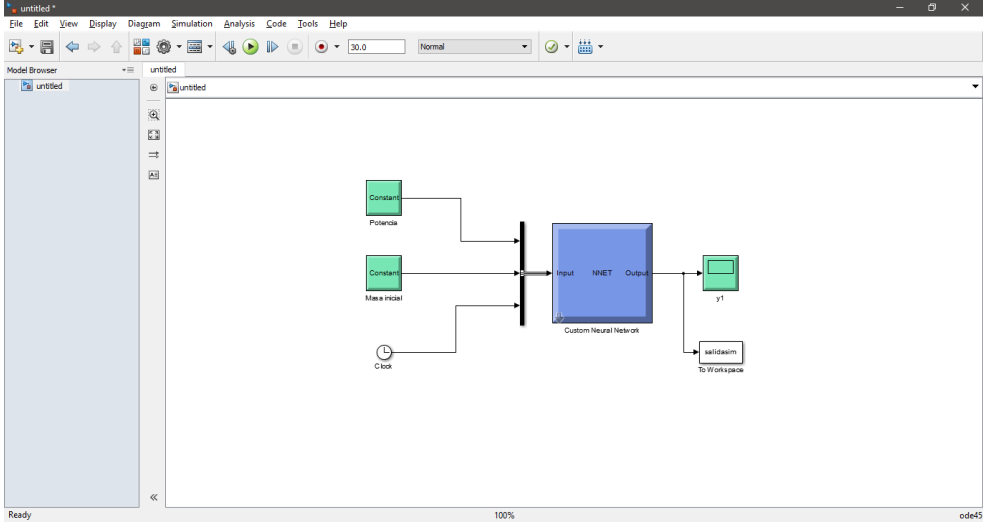 untitled *
File Edit View Display Diagram Simulation Analysis Code Tools Help
30.0 Normal
Model Browser
untitled
untitled
untitled
Constant
Potencia
Constant
Masa inicial
Clock
Input NNET Output
Custom Neural Network
y1
salidasim
To Workspace
Ready 100% ode45